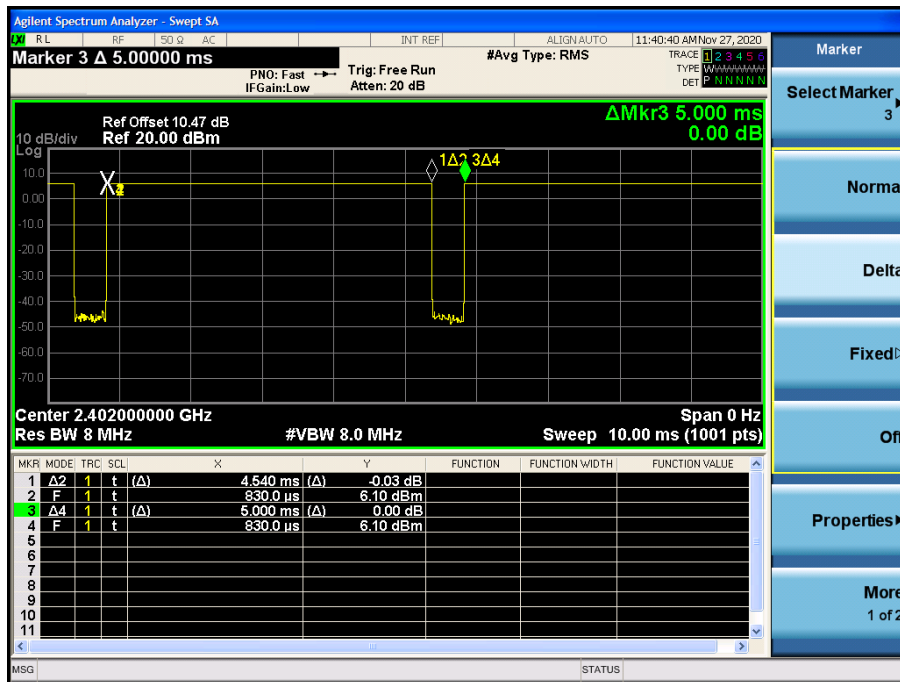 Agilent Spectrum Analyzer - Swept SA
LXI RL RF 50 Ω AC INT REF ALIGNAUTO 11:40:40 AM Nov 27, 2020
Marker 3 Δ 5.00000 ms
PNO: Fast
IFGain:Low
Trig: Free Run
Atten: 20 dB
#Avg Type: RMS
TRACE 1 2 3 4 5 6
TYPE WWWWWW
DET P N N N N N
ΔMkr3 5.000 ms
0.00 dB
Ref Offset 10.47 dB
10 dB/div Ref 20.00 dBm
Log
10.0
0.00
-10.0
-20.0
-30.0
-40.0
-50.0
-60.0
-70.0
1Δ2 3Δ4
Center 2.402000000 GHz Span 0 Hz
Res BW 8 MHz #VBW 8.0 MHz Sweep 10.00 ms (1001 pts)
MKR MODE TRC SCL X Y FUNCTION FUNCTION WIDTH FUNCTION VALUE
1 Δ2 1 t (Δ) 4.540 ms (Δ) -0.03 dB
2 F 1 t 830.0 µs 6.10 dBm
3 Δ4 1 t (Δ) 5.000 ms (Δ) 0.00 dB
4 F 1 t 830.0 µs 6.10 dBm
5
6
7
8
9
10
11
MSG STATUS
Marker
Select Marker
3
Norma
Delta
Fixed
Of
Properties
More
1 of 2